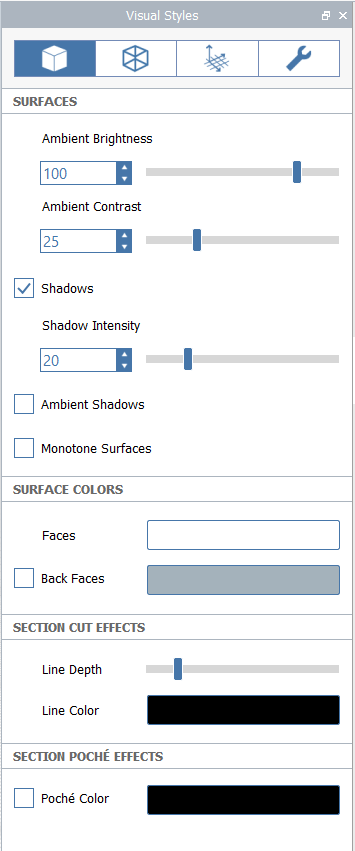 Visual Styles
SURFACES
Ambient Brightness
100
Ambient Contrast
25
Shadows
Shadow Intensity
20
Ambient Shadows
Monotone Surfaces
SURFACE COLORS
Faces
Back Faces
SECTION CUT EFFECTS
Line Depth
Line Color
SECTION POCHÉ EFFECTS
Poché Color